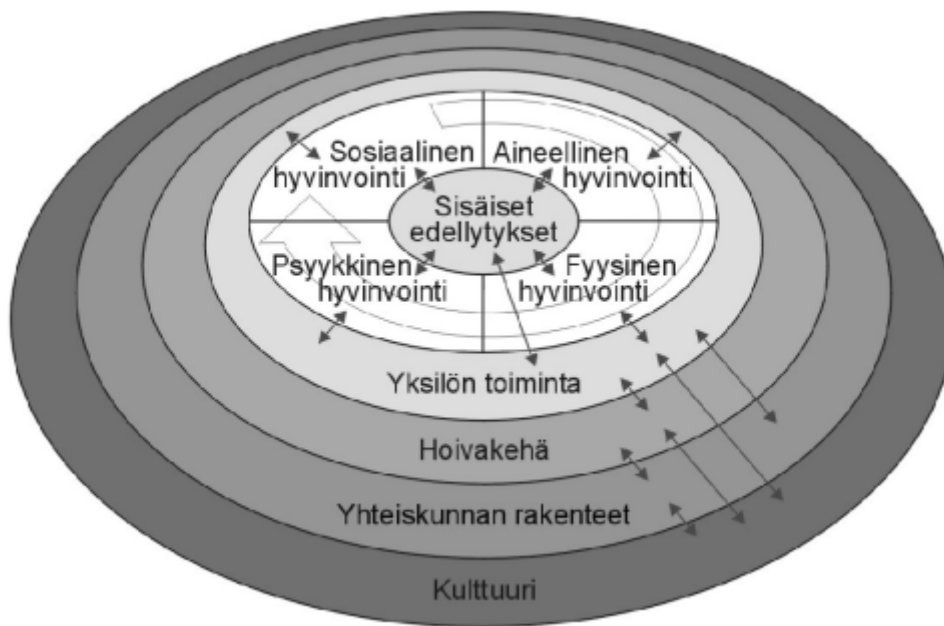 Sosiaalinen
hyvinvointi
Aineellinen
hyvinvointi
Sisäiset
edellytykset
Psyykkinen
hyvinvointi
Fyysinen
hyvinvointi
Yksilön toiminta
Hoivakehä
Yhteiskunnan rakenteet
Kulttuuri